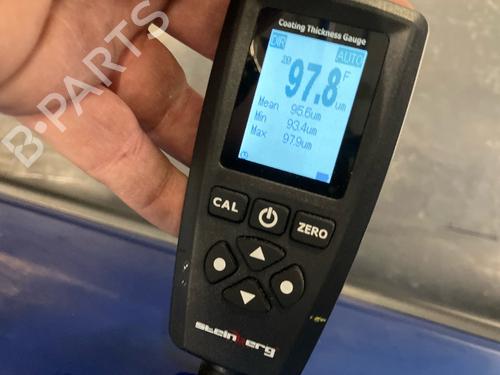 Coating Thickness Gauge
DIR
AUTO
20
97.8 F
um
Mean 95.6um
Min 93.4um
Max 97.9um
CAL
ZERO
steinberg
B-PARTS